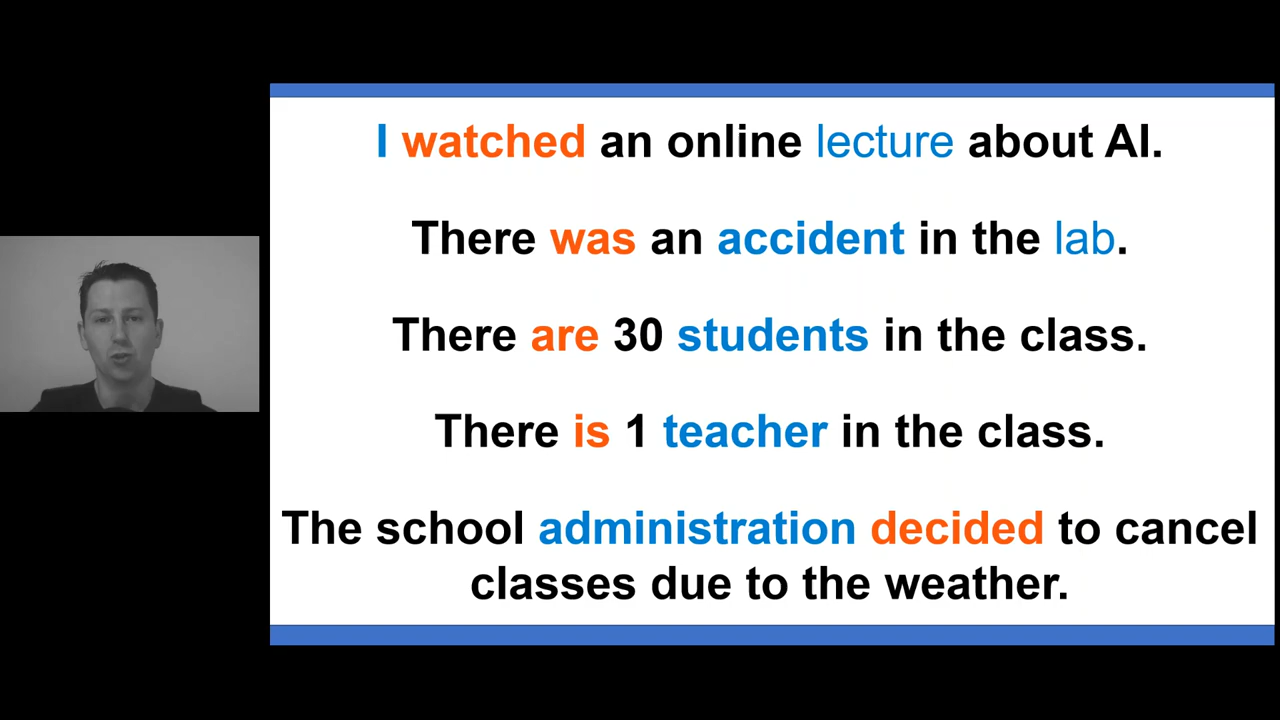 I watched an online lecture about AI.
There was an accident in the lab.
There are 30 students in the class.
There is 1 teacher in the class.
The school administration decided to cancel
classes due to the weather.